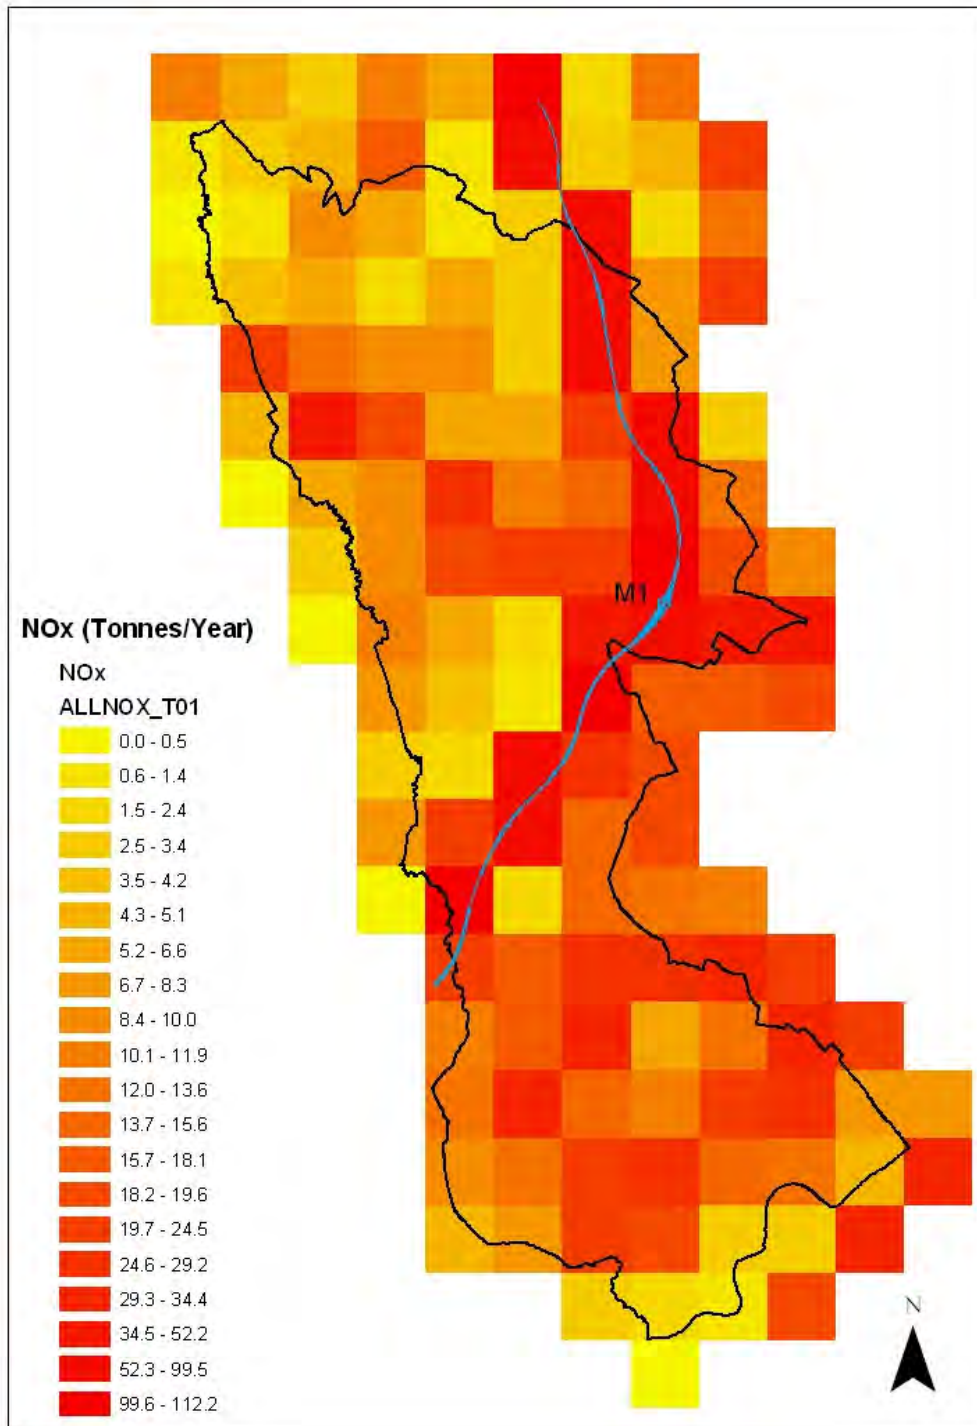 M1
NOx (Tonnes/Year)
NOx
ALLNOX_T01
0.0 - 0.5
0.6 - 1.4
1.5 - 2.4
2.5 - 3.4
3.5 - 4.2
4.3 - 5.1
5.2 - 6.6
6.7 - 8.3
8.4 - 10.0
10.1 - 11.9
12.0 - 13.6
13.7 - 15.6
15.7 - 18.1
18.2 - 19.6
19.7 - 24.5
24.6 - 29.2
29.3 - 34.4
34.5 - 52.2
52.3 - 99.5
99.6 - 112.2
N